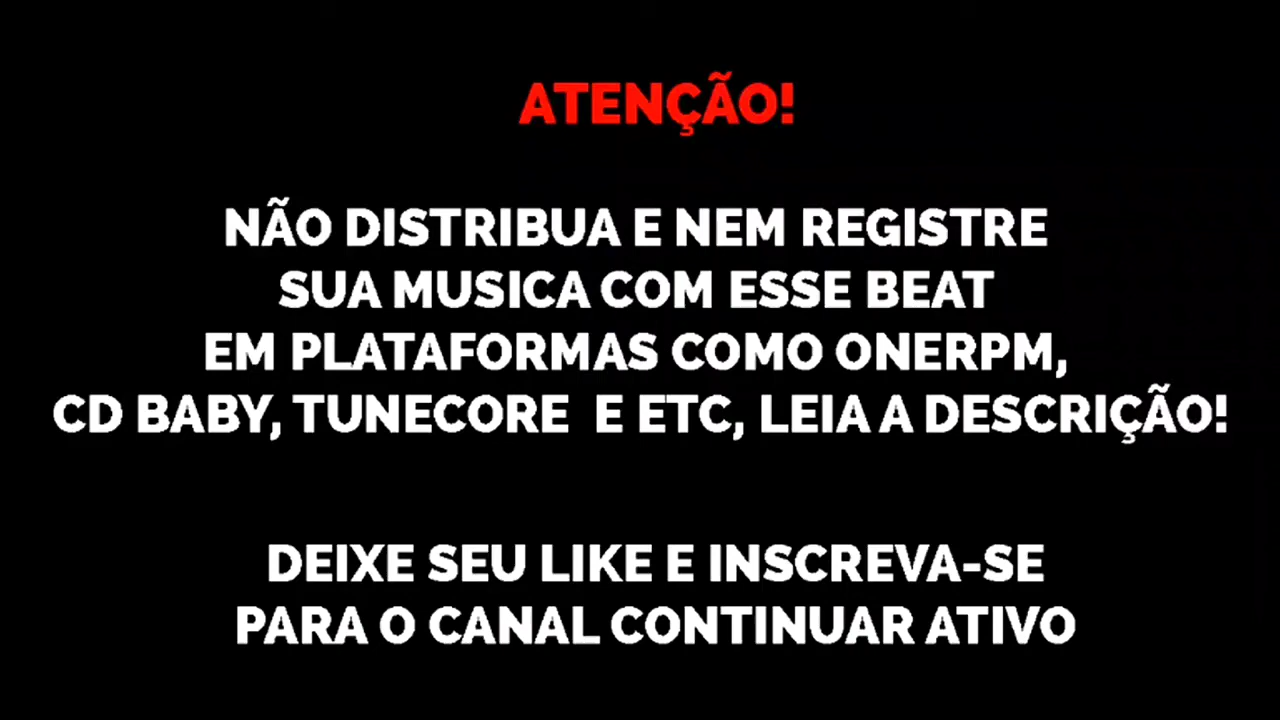 ATENÇÃO!
NÃO DISTRIBUA E NEM REGISTRE
SUA MUSICA COM ESSE BEAT
EM PLATAFORMAS COMO ONERPM,
CD BABY, TUNECORE E ETC, LEIA A DESCRIÇÃO!
DEIXE SEU LIKE E INSCREVA-SE
PARA O CANAL CONTINUAR ATIVO